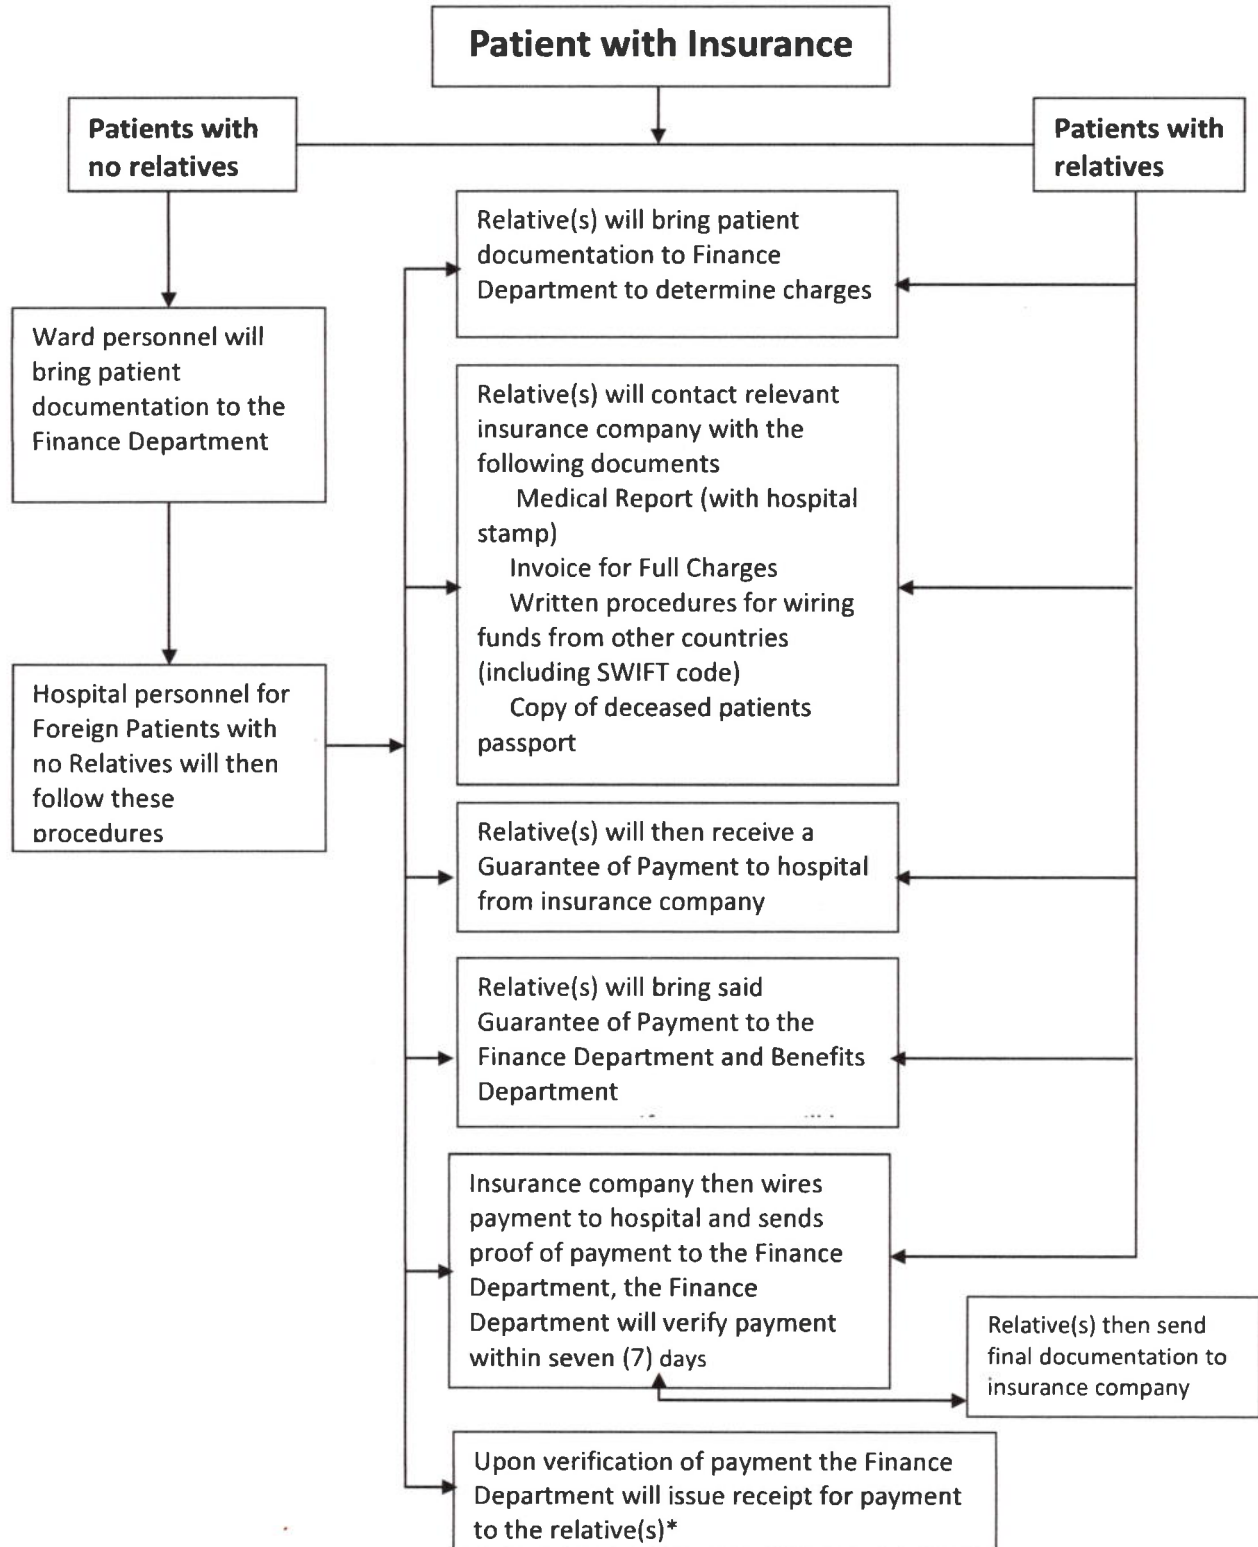 Patient with Insurance
Patients with
no relatives
Patients with
relatives
Ward personnel will
bring patient
documentation to the
Finance Department
Hospital personnel for
Foreign Patients with
no Relatives will then
follow these
procedures
Relative(s) will bring patient
documentation to Finance
Department to determine charges
Relative(s) will contact relevant
insurance company with the
following documents
Medical Report (with hospital
stamp)
Invoice for Full Charges
Written procedures for wiring
funds from other countries
(including SWIFT code)
Copy of deceased patients
passport
Relative(s) will then receive a
Guarantee of Payment to hospital
from insurance company
Relative(s) will bring said
Guarantee of Payment to the
Finance Department and Benefits
Department
Insurance company then wires
payment to hospital and sends
proof of payment to the Finance
Department, the Finance
Department will verify payment
within seven (7) days
Relative(s) then send
final documentation to
insurance company
Upon verification of payment the Finance
Department will issue receipt for payment
to the relative(s)*